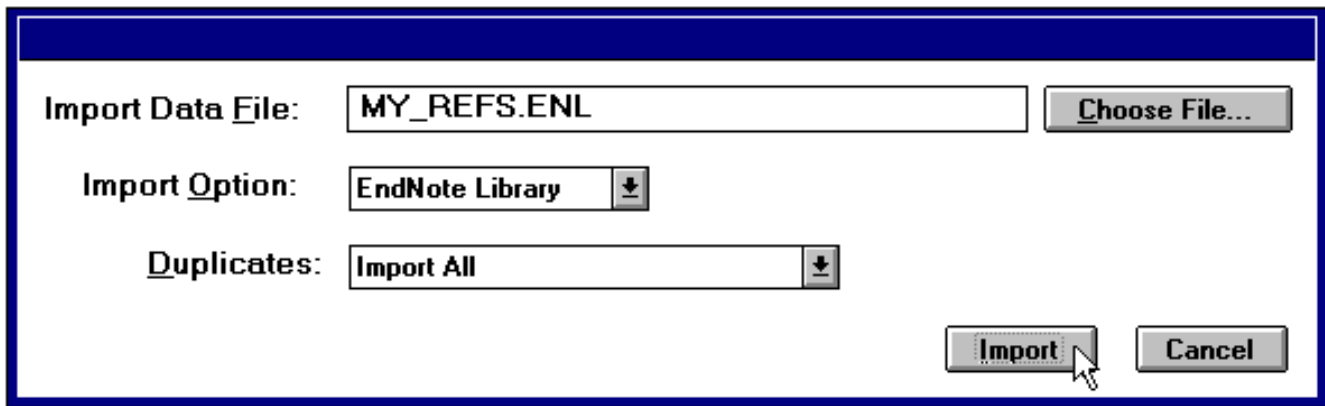 Import Data File: MY_REFS.ENL Choose File...
Import Option: EndNote Library
Duplicates: Import All
Import Cancel